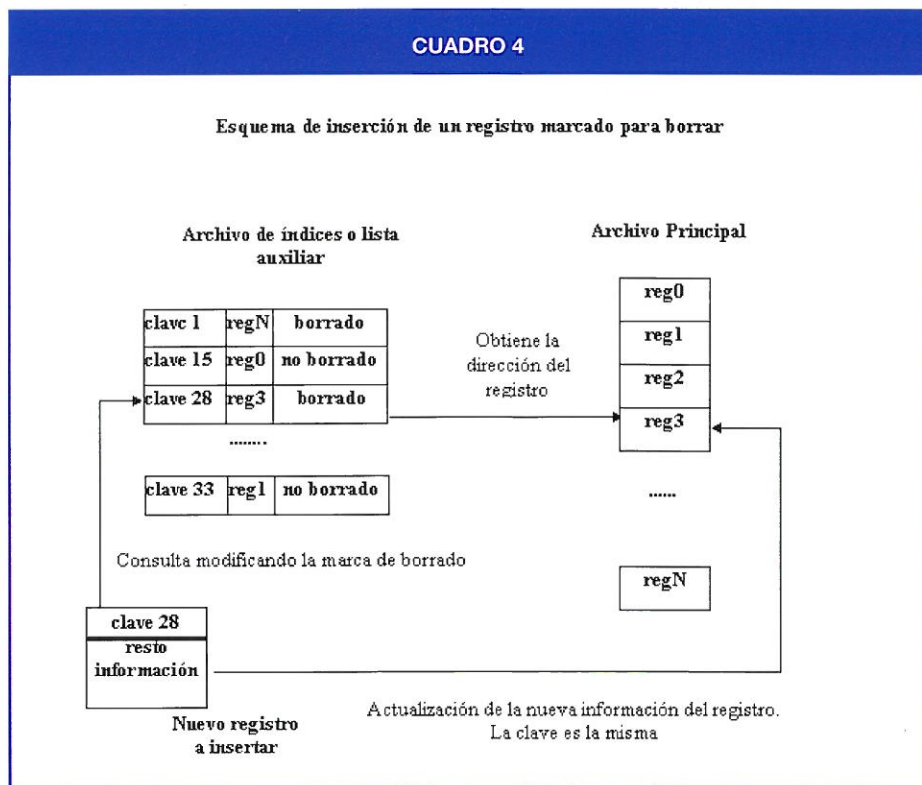 CUADRO 4
Esquema de inserción de un registro marcado para borrar
Archivo de índices o lista
auxiliar
Archivo Principal
clave 1 regN borrado
clave 15 reg0 no borrado
clave 28 reg3 borrado
........
clave 33 reg1 no borrado
Obtiene la
dirección del
registro
reg0
reg1
reg2
reg3
......
regN
Consulta modificando la marca de borrado
clave 28
resto
información
Nuevo registro
a insertar
Actualización de la nueva información del registro.
La clave es la misma